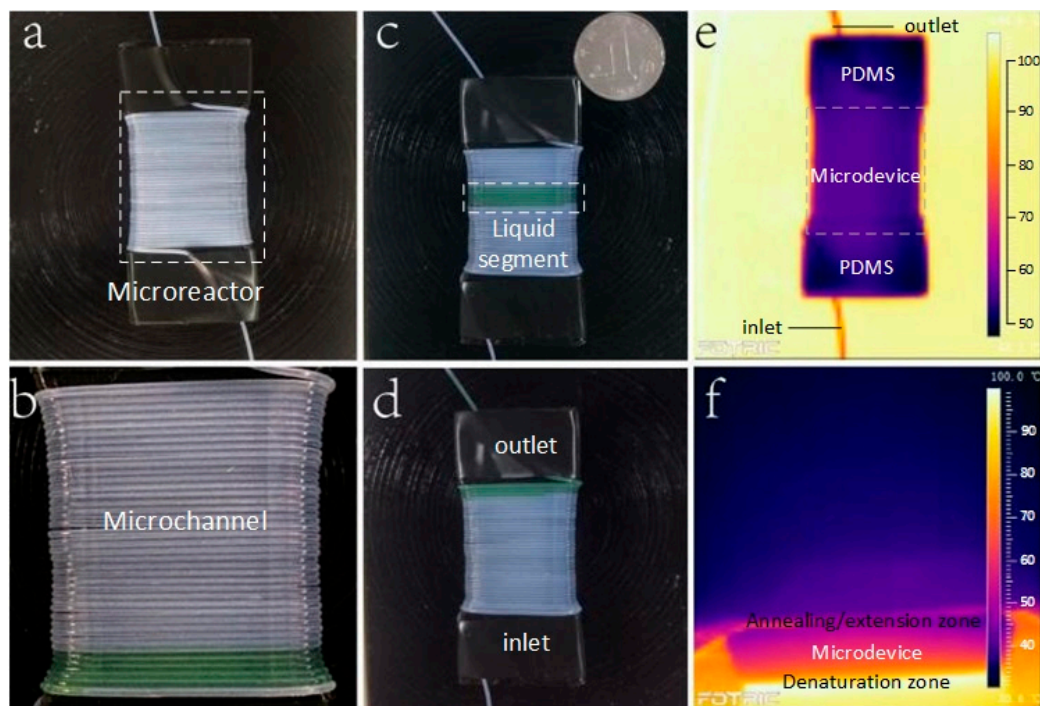 a
Microreactor
b
Microchannel
c
Liquid
segment
d
outlet
inlet
e
outlet
PDMS
Microdevice
PDMS
inlet
FOTRIC
100
90
80
70
60
50
f
100.0 ℃
90
80
70
60
50
40
Annealing/extension zone
Microdevice
Denaturation zone
FOTRIC